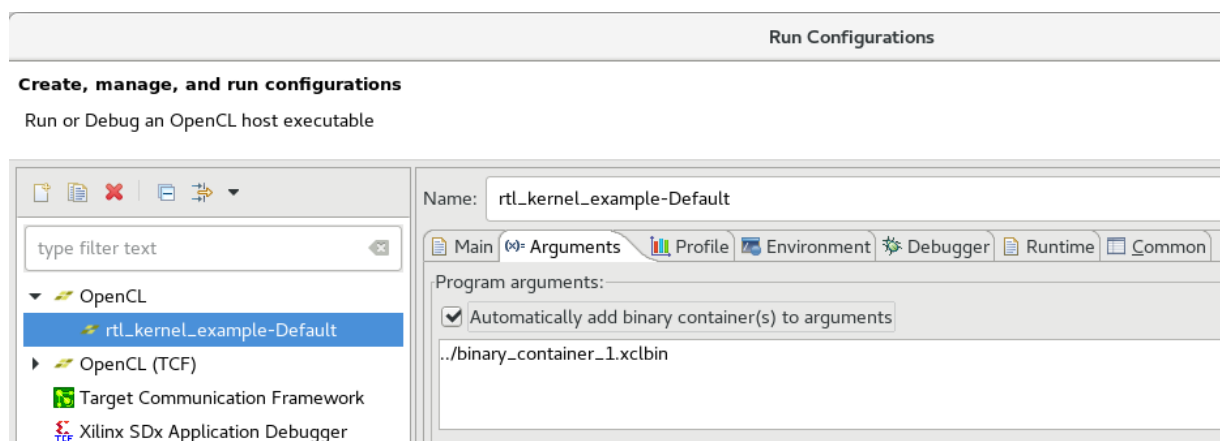 Run Configurations
Create, manage, and run configurations
Run or Debug an OpenCL host executable
Name: rtl_kernel_example-Default
type filter text
Main (x)= Arguments Profile Environment Debugger Runtime Common
Program arguments:
OpenCL
Automatically add binary container(s) to arguments
rtl_kernel_example-Default
../binary_container_1.xclbin
OpenCL (TCF)
Target Communication Framework
TCF Xilinx SDx Application Debugger